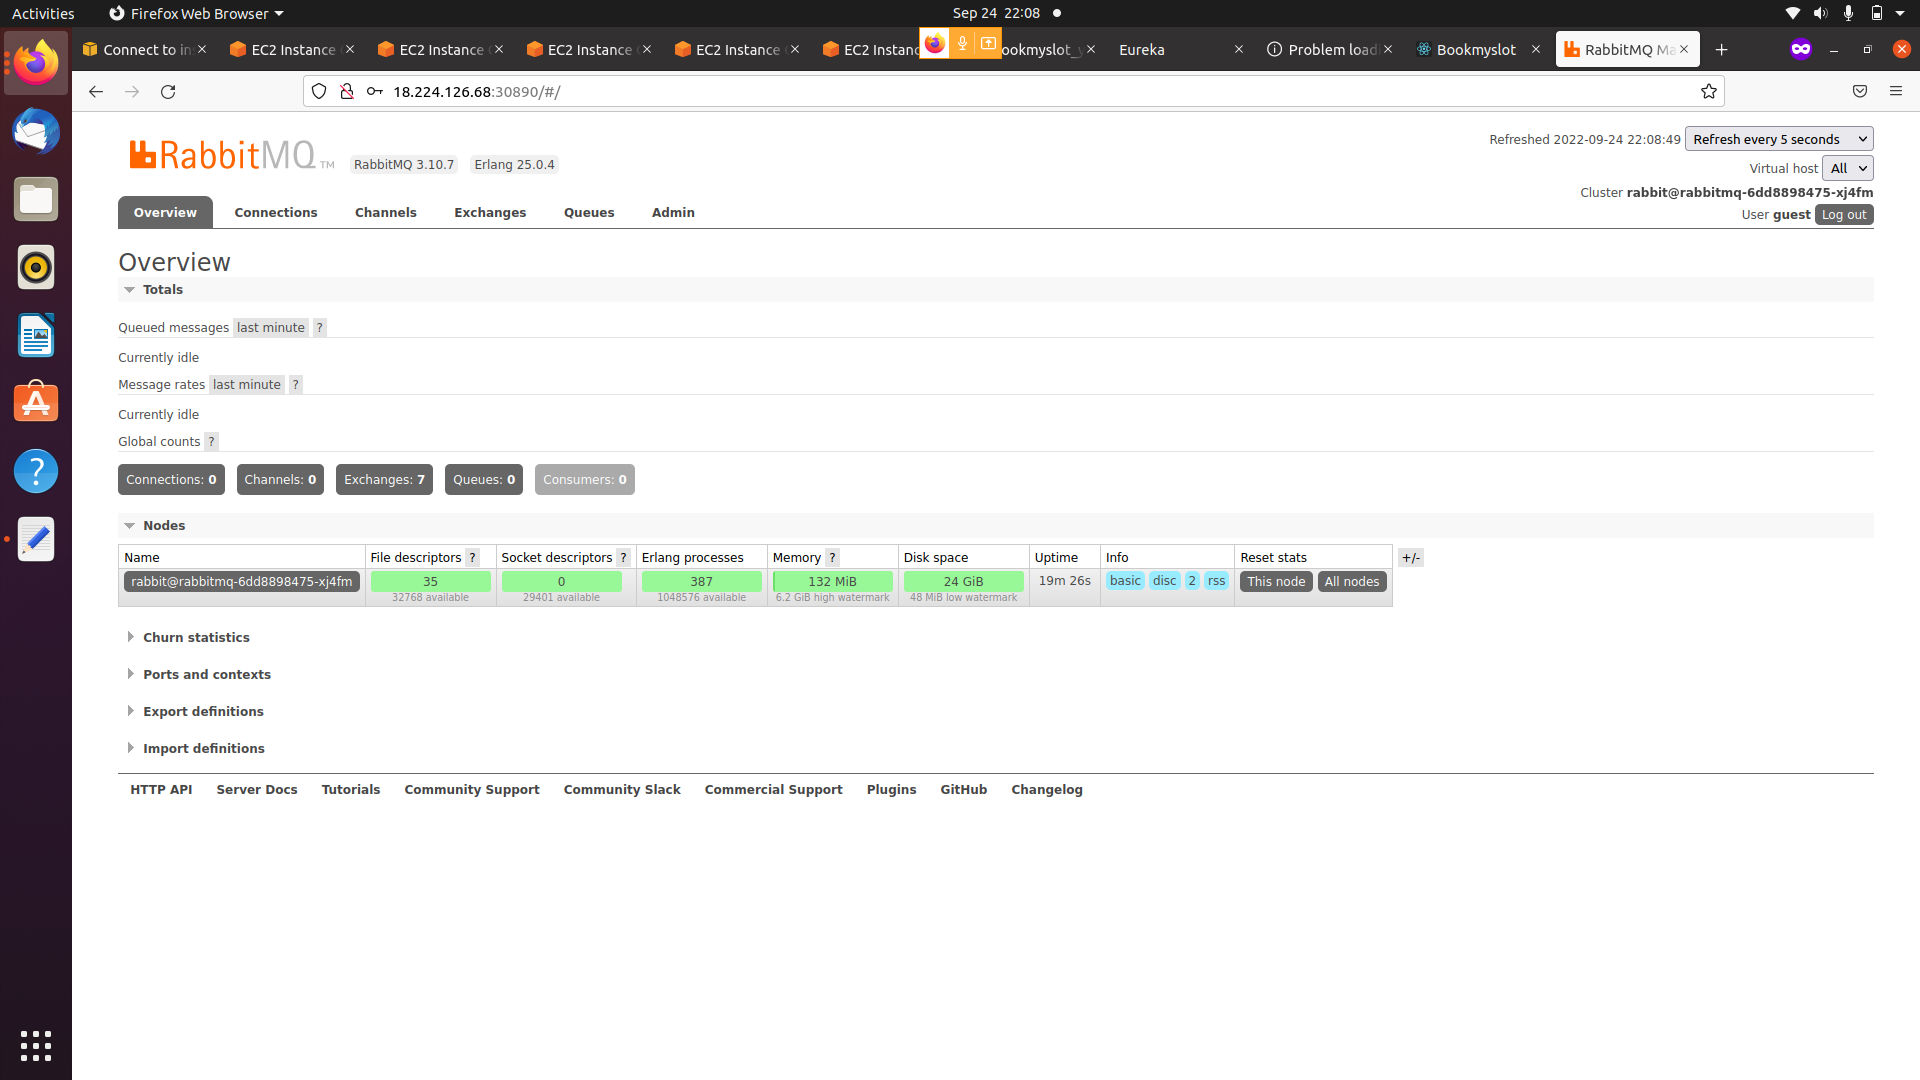 Activities Firefox Web Browser Sep 24 22:08
Connect to in EC2 Instance EC2 Instance EC2 Instance EC2 Instance EC2 Instanc ookmyslot_ Eureka Problem load Bookmyslot RabbitMQ Ma
18.224.126.68:30890/#/
RabbitMQ TM RabbitMQ 3.10.7 Erlang 25.0.4
Refreshed 2022-09-24 22:08:49 Refresh every 5 seconds
Virtual host All
Cluster rabbit@rabbitmq-6dd8898475-xj4fm
User guest Log out
Overview Connections Channels Exchanges Queues Admin
Overview
Totals
Queued messages last minute ?
Currently idle
Message rates last minute ?
Currently idle
Global counts ?
Connections: 0 Channels: 0 Exchanges: 7 Queues: 0 Consumers: 0
Nodes
Name File descriptors ? Socket descriptors ? Erlang processes Memory ? Disk space Uptime Info Reset stats +/-
rabbit@rabbitmq-6dd8898475-xj4fm 35 0 387 132 MiB 24 GiB 19m 26s basic disc 2 rss This node All nodes
32768 available 29401 available 1048576 available 6.2 GiB high watermark 48 MiB low watermark
Churn statistics
Ports and contexts
Export definitions
Import definitions
HTTP API Server Docs Tutorials Community Support Community Slack Commercial Support Plugins GitHub Changelog